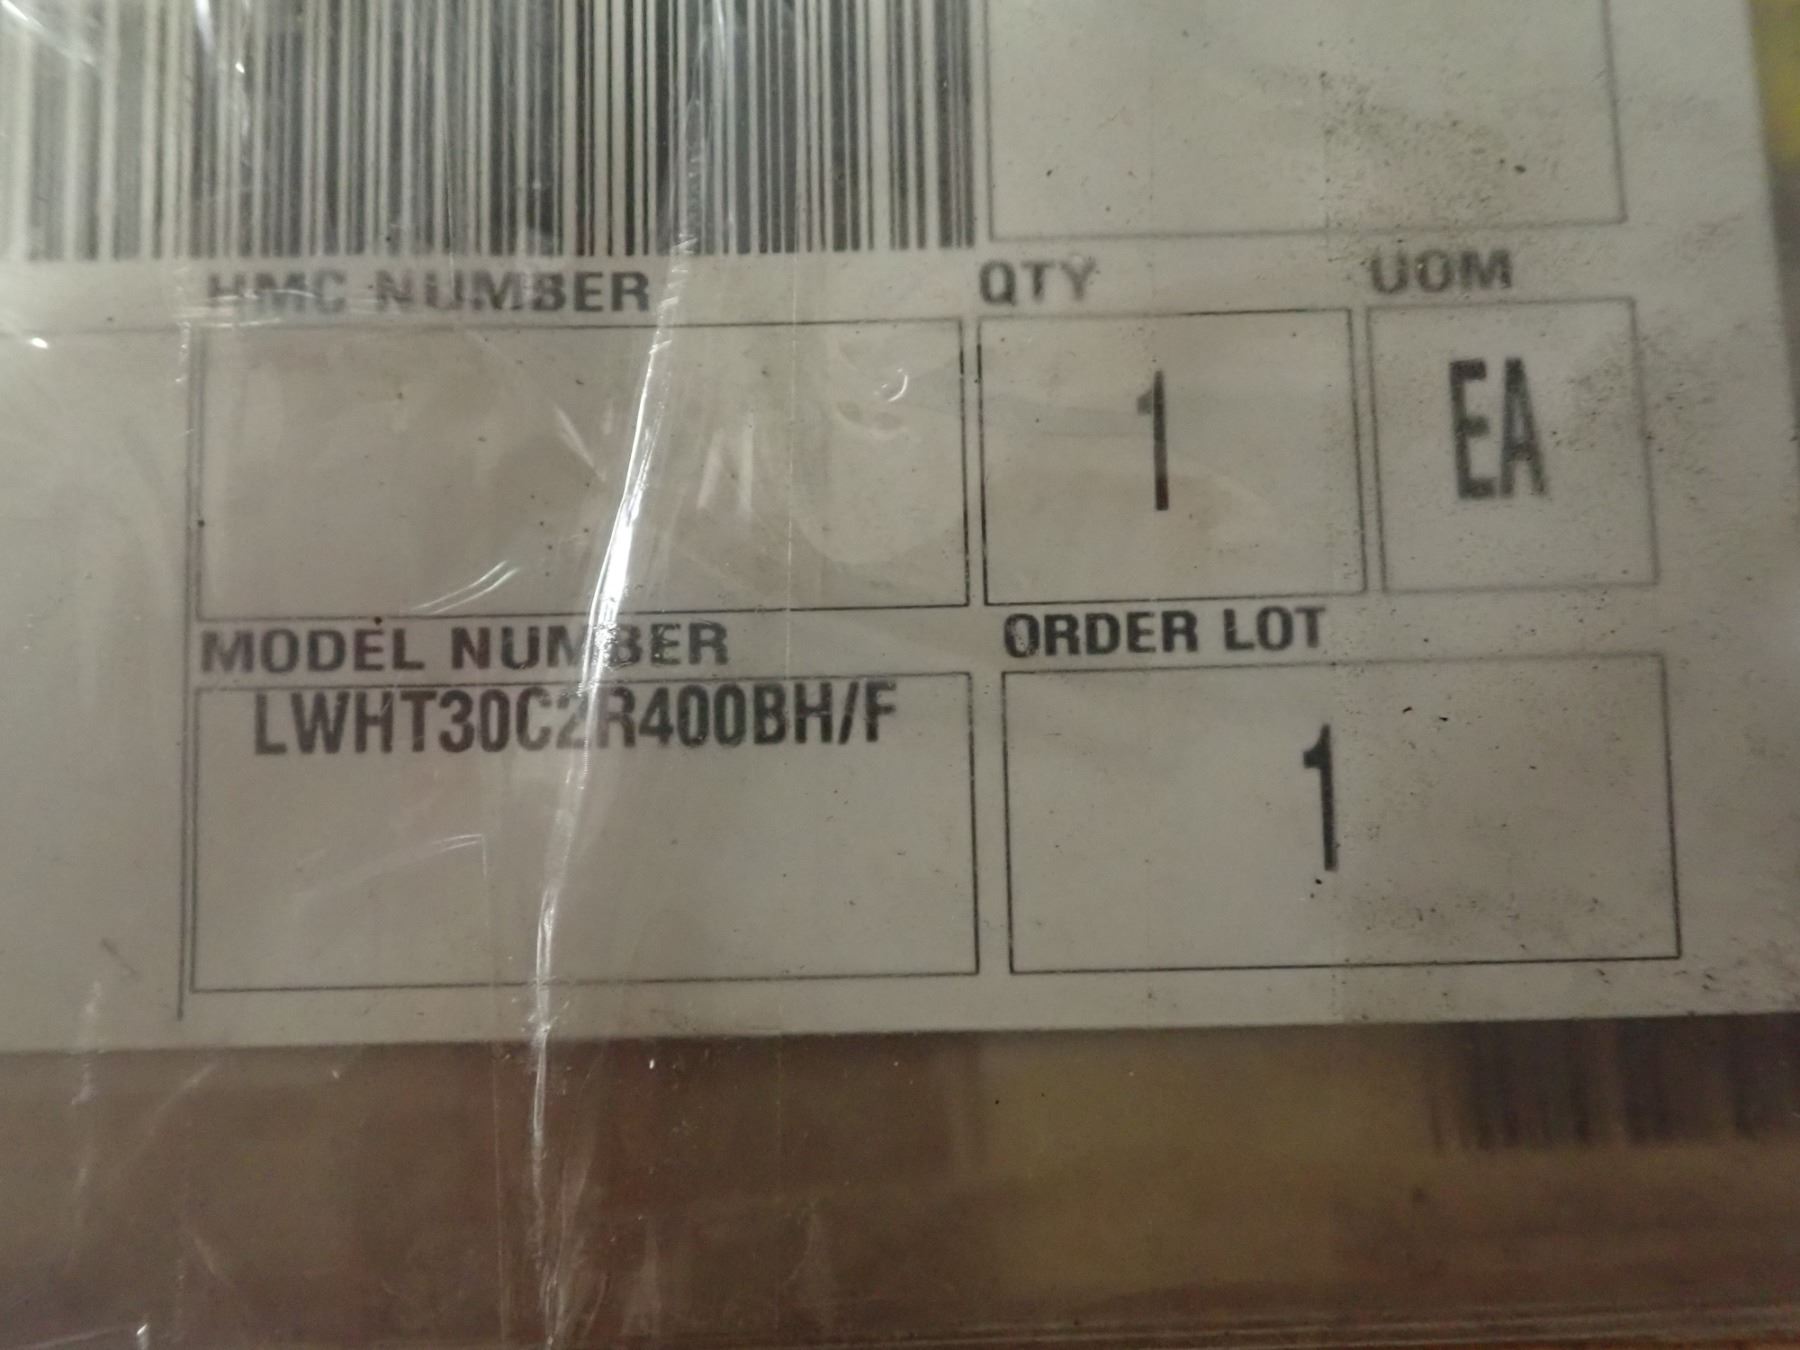 HMC NUMBER QTY UOM
1 EA
MODEL NUMBER ORDER LOT
LWHT30C2R400BH/F
1